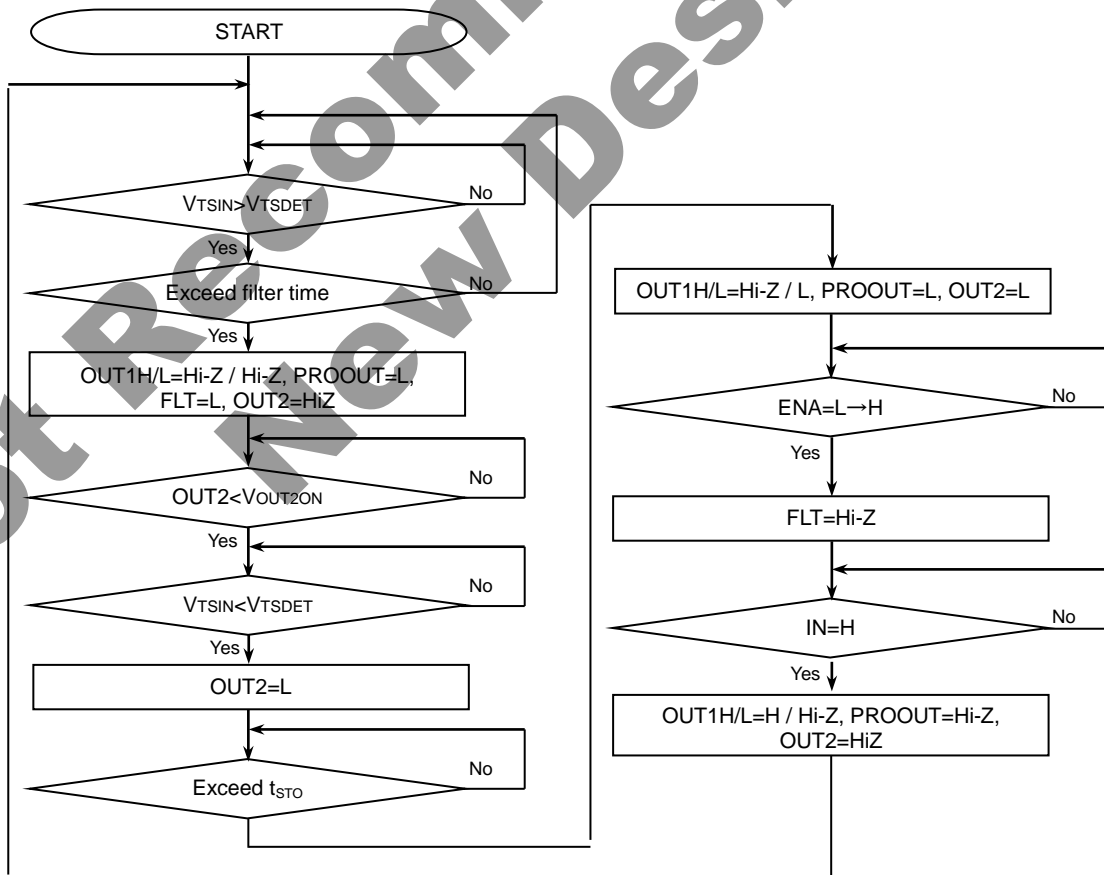 START
VTSIN>VTSDET
No
Yes
Exceed filter time
No
Yes
OUT1H/L=Hi-Z / Hi-Z, PROOUT=L,
FLT=L, OUT2=HiZ
OUT2<VOUT2ON
No
Yes
VTSIN<VTSDET
No
Yes
OUT2=L
Exceed tSTO
No
OUT1H/L=Hi-Z / L, PROOUT=L, OUT2=L
ENA=L→H
No
Yes
FLT=Hi-Z
IN=H
No
Yes
OUT1H/L=H / Hi-Z, PROOUT=Hi-Z,
OUT2=HiZ
New